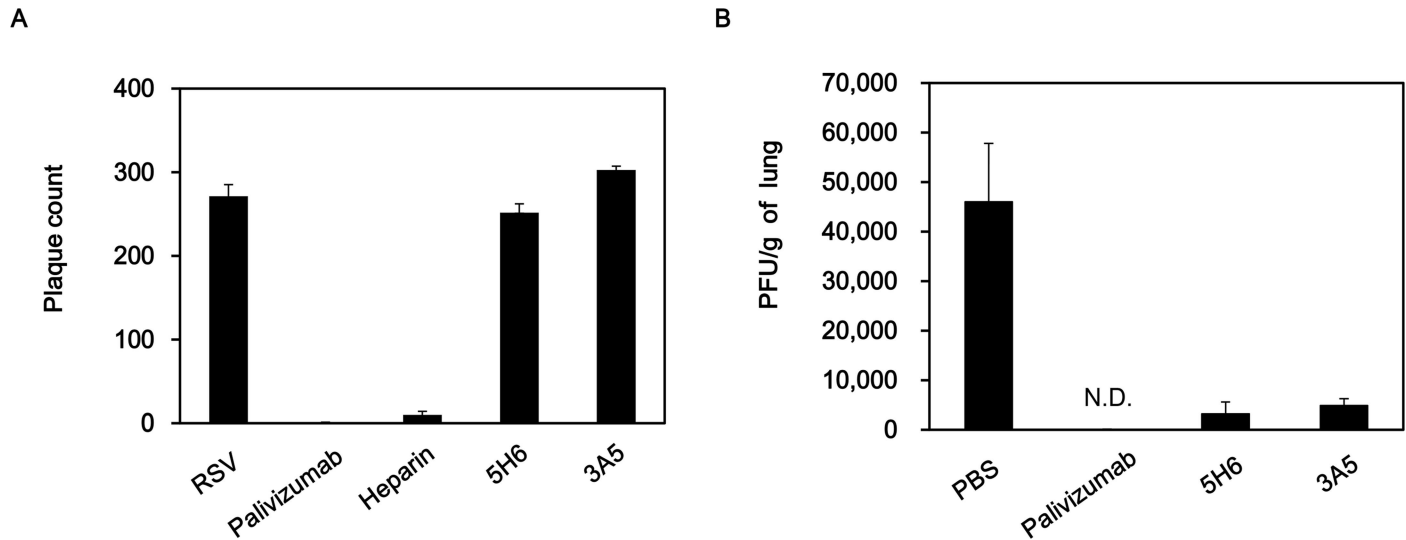 A
Plaque count
400
300
200
100
0
RSV
Palivizumab
Heparin
5H6
3A5
B
PFU/g of lung
70,000
60,000
50,000
40,000
30,000
20,000
10,000
0
N.D.
PBS
Palivizumab
5H6
3A5